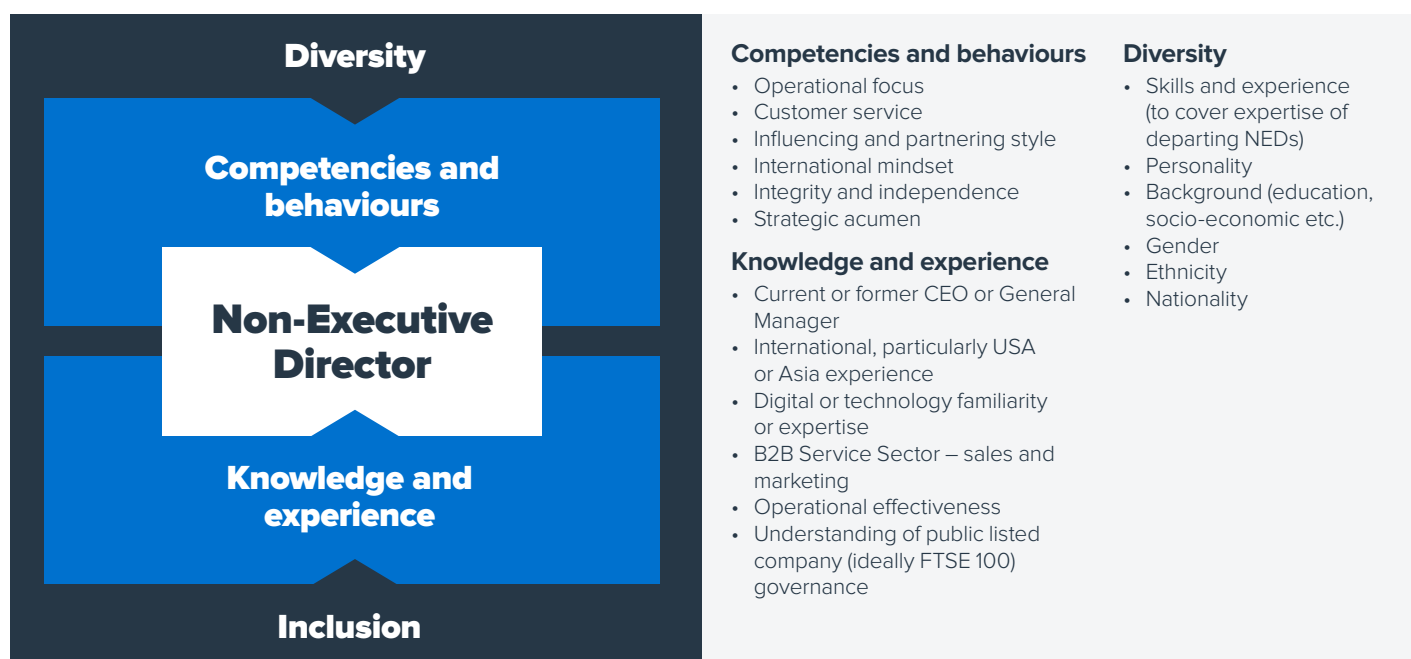 Diversity
Competencies and
behaviours
Non-Executive
Director
Knowledge and
experience
Inclusion
Competencies and behaviours
• Operational focus
• Customer service
• Influencing and partnering style
• International mindset
• Integrity and independence
• Strategic acumen
Knowledge and experience
• Current or former CEO or General
Manager
• International, particularly USA
or Asia experience
• Digital or technology familiarity
or expertise
• B2B Service Sector – sales and
marketing
• Operational effectiveness
• Understanding of public listed
company (ideally FTSE 100)
governance
Diversity
• Skills and experience
(to cover expertise of
departing NEDs)
• Personality
• Background (education,
socio-economic etc.)
• Gender
• Ethnicity
• Nationality